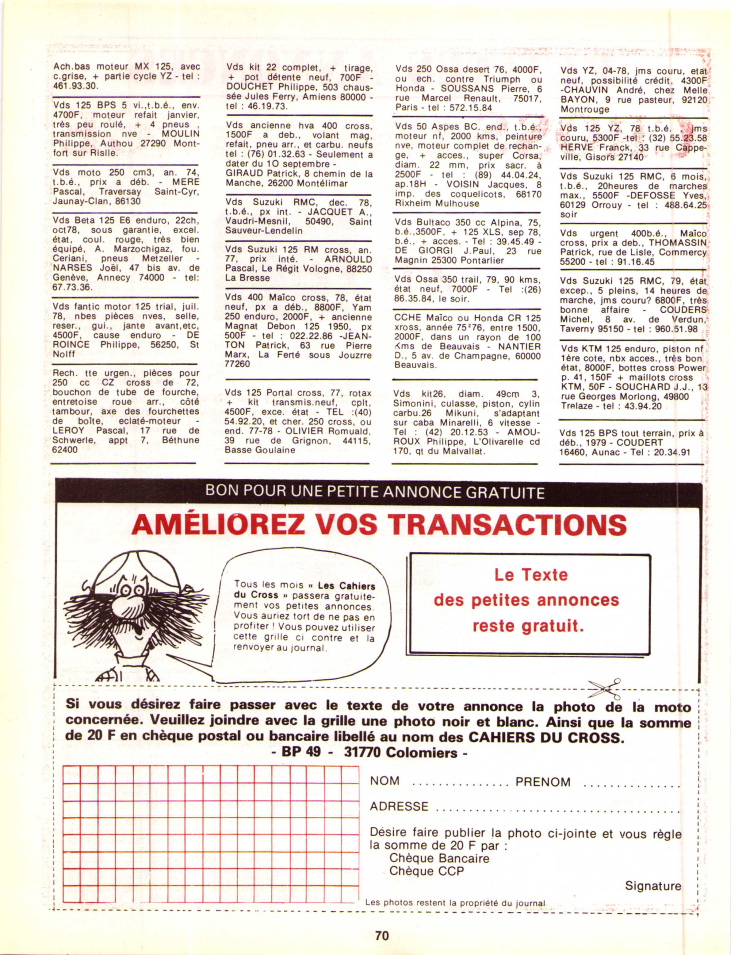 Ach.bas moteur MX 125, avec
c.grise, + partie cycle YZ - tel :
461.93.30.
Vds 125 BPS 5 vi.,t.b.é., env.
4700F, moteur refait janvier,
très peu roulé, + 4 pneus ,
transmission nve - MOULIN
Philippe, Authou 27290 Mont-
fort sur Rislle.
Vds moto 250 cm3, an. 74,
t.b.é., prix a déb. - MERE
Pascal, Traversay Saint-Cyr,
Jaunay-Clan, 86130
Vds Beta 125 E6 enduro, 22ch,
oct78, sous garantie, excel.
état, coul. rouge, très bien
équipé, A. Marzochigaz, fou.
Ceriani, pneus Metzeller -
NARSES Joël, 47 bis av. de
Genève, Annecy 74000 - tel:
67.73.36.
Vds fantic motor 125 trial, juil.
78, nbes pièces nves, selle,
reser., gui., jante avant,etc,
4500F, cause enduro - DE
ROINCE Philippe, 56250, St
Nolff
Rech. tte urgen., pièces pour
250 cc CZ cross de 72,
bouchon de tube de fourche,
entretoise roue arr., côté
tambour, axe des fourchettes
de boîte, eclaté-moteur -
LEROY Pascal, 17 rue de
Schwerle, appt 7, Béthune
62400
Vds kit 22 complet, + tirage,
+ pot détente neuf, 700F -
DOUCHET Philippe, 503 chaus-
sée Jules Ferry, Amiens 80000 -
tel : 46.19.73.
Vds ancienne hva 400 cross,
1500F a deb., volant mag.
refait, pneu arr., et carbu. neufs
tel : (76) 01.32.63 - Seulement a
dater du 1O septembre -
GIRAUD Patrick, 8 chemin de la
Manche, 26200 Montélimar
Vds Suzuki RMC, dec. 78,
t.b.é., px int. - JACQUET A.,
Vaudri-Mesnil, 50490, Saint
Sauveur-Lendelin
Vds Suzuki 125 RM cross, an.
77, prix inté. - ARNOULD
Pascal, Le Régit Vologne, 88250
La Bresse
Vds 400 Maïco cross, 78, état
neuf, px a déb., 8800F, Yam
250 enduro, 2000F, + ancienne
Magnat Debon 125 1950, px
500F - tel : 022.22.86 -JEAN-
TON Patrick, 63 rue Pierre
Marx, La Ferté sous Jouzrre
77260
Vds 125 Portal cross, 77, rotax
+ kit transmis.neuf, cplt,
4500F, exce. état - TEL :(40)
54.92.20, et cher. 250 cross, ou
end. 77-78 - OLIVIER Romuald,
39 rue de Grignon, 44115,
Basse Goulaine
Vds 250 Ossa desert 76, 4000F,
ou ech. contre Triumph ou
Honda - SOUSSANS Pierre, 6
rue Marcel Renault, 75017,
Paris - tel : 572.15.84
Vds 50 Aspes BC. end., t.b.é.,
moteur nf, 2000 kms, peinture
nve, moteur complet de rechan-
ge, + acces., super Corsa,
diam. 22 mm, prix sacr. à
2500F - tel : (89) 44.04.24,
ap.18H - VOISIN Jacques, 8
imp. des coquelicots, 68170
Rixheim Mulhouse
Vds Bultaco 350 cc Alpina, 75,
b.é.,3500F, + 125 XLS, sep 78,
b.é., + acces. - Tel : 39.45.49 -
DE GIORGI J.Paul, 23 rue
Magnin 25300 Pontarlier
Vds Ossa 350 trail, 79, 90 kms,
état neuf, 7000F - Tel :(26)
86.35.84, le soir.
CCHE Maïco ou Honda CR 125
xross, année 75²76, entre 1500,
2000F, dans un rayon de 100
Kms de Beauvais - NANTIER
D., 5 av. de Champagne, 60000
Beauvais.
Vds kit26, diam. 49cm 3,
Simonini, culasse, piston, cylin
carbu.26 Mikuni, s'adaptant
sur caba Minarelli, 6 vitesse -
Tel : (42) 20.12.53 - AMOU-
ROUX Philippe, L'Olivarelle cd
170, qt du Malvallat.
Vds YZ, 04-78, jms couru, etat
neuf, possibilité crédit, 4300F
-CHAUVIN André, chez Melle
BAYON, 9 rue pasteur, 92120
Montrouge
Vds 125 YZ, 78 t.b.é. , jms
couru, 5300F -tel : (32) 55.23.58
HERVE Franck, 33 rue Cappe-
ville, Gisors 27140
Vds Suzuki 125 RMC, 6 mois,
t.b.é., 20heures de marches
max., 5500F -DEFOSSE Yves,
60129 Orrouy - tel : 488.64.25
soir
Vds urgent 400b.é., Maïco
cross, prix a deb., THOMASSIN
Patrick, rue de Lisle, Commercy
55200 - tel : 91.16.45
Vds Suzuki 125 RMC, 79, état
excep., 5 pleins, 14 heures de
marche, jms couru? 6800F, très
bonne affaire - COUDERS
Michel, 8 av. de Verdun,
Taverny 95150 - tel : 960.51.98
Vds KTM 125 enduro, piston nf
1ère cote, nbx acces., très bon
état, 8000F, bottes cross Power
p. 41, 150F + maillots cross
KTM, 50F - SOUCHARD J.J., 13
rue Georges Morlong, 49800
Trelaze - tel : 43.94.20
Vds 125 BPS tout terrain, prix à
déb., 1979 - COUDERT
16460, Aunac - Tel : 20.34.91
BON POUR UNE PETITE ANNONCE GRATUITE
AMÉLIOREZ VOS TRANSACTIONS
Tous les mois « Les Cahiers
du Cross » passera gratuite-
ment vos petites annonces.
Vous auriez tort de ne pas en
profiter ! Vous pouvez utiliser
cette grille ci contre et la
renvoyer au journal.
Le Texte
des petites annonces
reste gratuit.
Si vous désirez faire passer avec le texte de votre annonce la photo de la moto
concernée. Veuillez joindre avec la grille une photo noir et blanc. Ainsi que la somme
de 20 F en chèque postal ou bancaire libellé au nom des CAHIERS DU CROSS.
- BP 49 - 31770 Colomiers -
NOM ............... PRENOM ..............
ADRESSE .....................................
Désire faire publier la photo ci-jointe et vous règle
la somme de 20 F par :
Chèque Bancaire
Chèque CCP
Signature
Les photos restent la propriété du journal
70